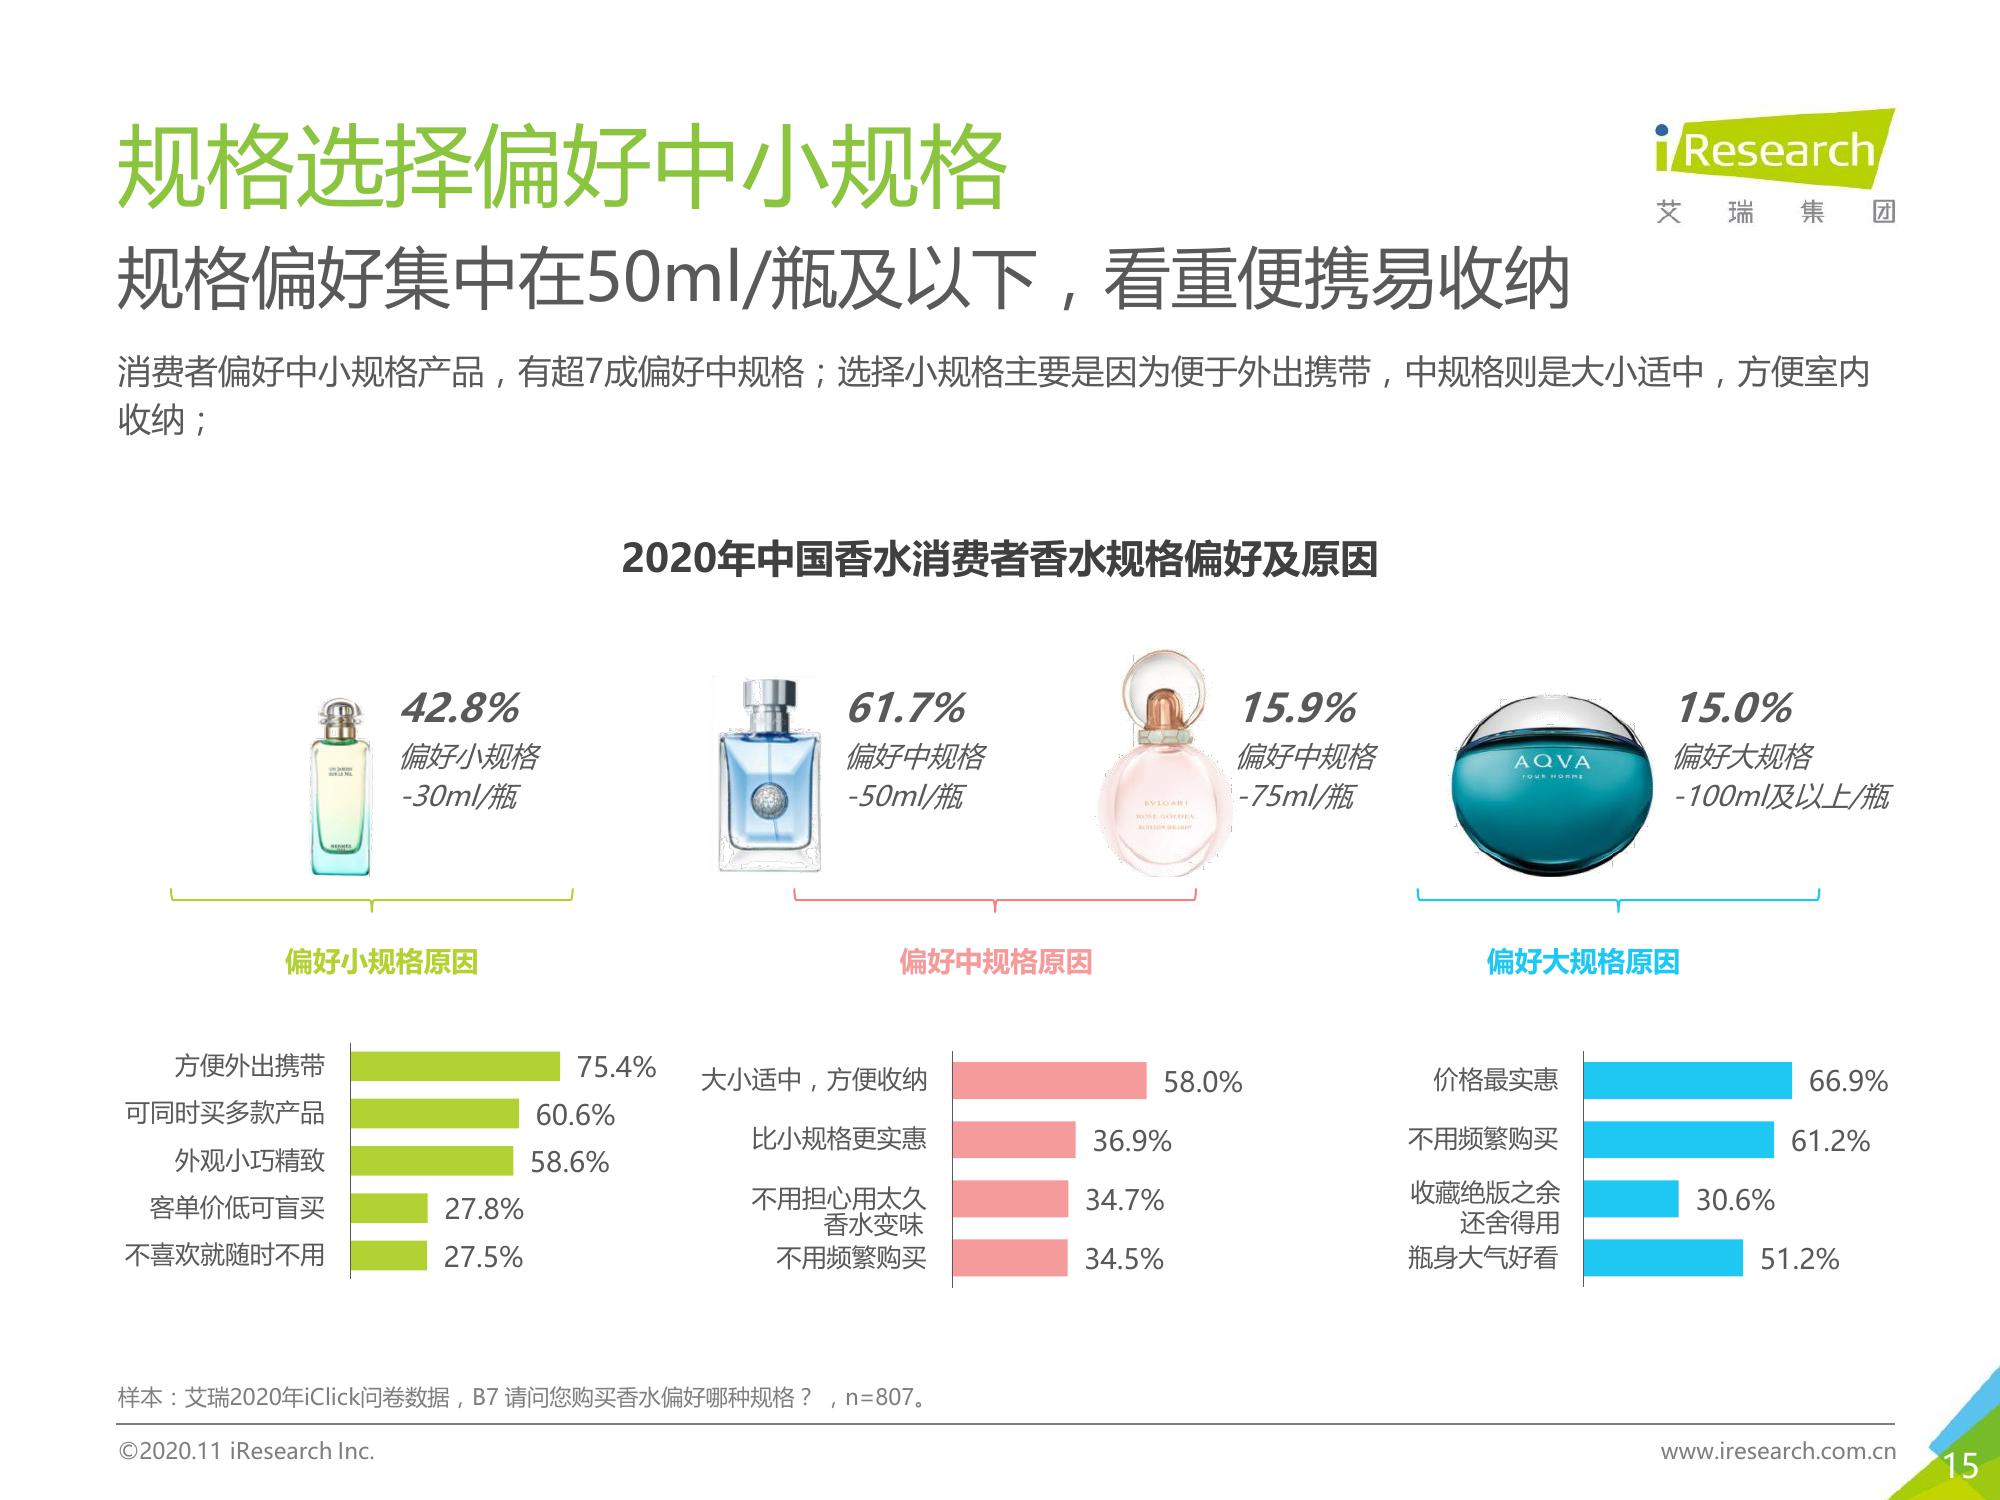 规格选择偏好中小规格
iResearch
艾瑞集团
规格偏好集中在50ml/瓶及以下，看重便携易收纳
消费者偏好中小规格产品，有超7成偏好中规格；选择小规格主要是因为便于外出携带，中规格则是大小适中，方便室内
收纳；
2020年中国香水消费者香水规格偏好及原因
42.8%
偏好小规格
-30ml/瓶
61.7%
偏好中规格
-50ml/瓶
BVLGARI
ROSE GOLDEA
15.9%
偏好中规格
-75ml/瓶
AQVA
POUR HOMME
15.0%
偏好大规格
-100ml及以上/瓶
偏好小规格原因
方便外出携带 75.4%
可同时买多款产品 60.6%
外观小巧精致 58.6%
客单价低可盲买 27.8%
不喜欢就随时不用 27.5%
偏好中规格原因
大小适中，方便收纳 58.0%
比小规格更实惠 36.9%
不用担心用太久
香水变味 34.7%
不用频繁购买 34.5%
偏好大规格原因
价格最实惠 66.9%
不用频繁购买 61.2%
收藏绝版之余
还舍得用 30.6%
瓶身大气好看 51.2%
样本：艾瑞2020年iClick问卷数据，B7 请问您购买香水偏好哪种规格？ ，n=807。
©2020.11 iResearch Inc.
www.iresearch.com.cn
15